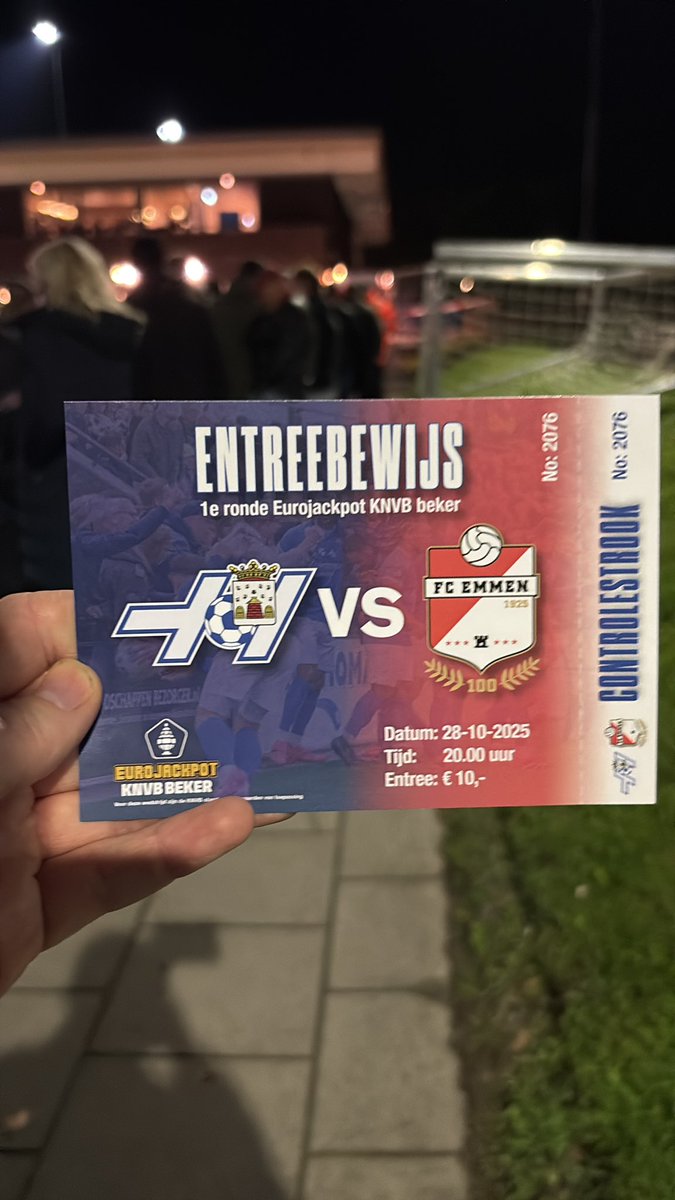 ENTREEBEWIJS
1e ronde Eurojackpot KNVB beker
VS
FC EMMEN
1925
100
Datum: 28-10-2025
Tijd: 20.00 uur
Entree: € 10,-
EUROJACKPOT
KNVB BEKER
No: 2076
CONTROLESTROOK
No: 2076